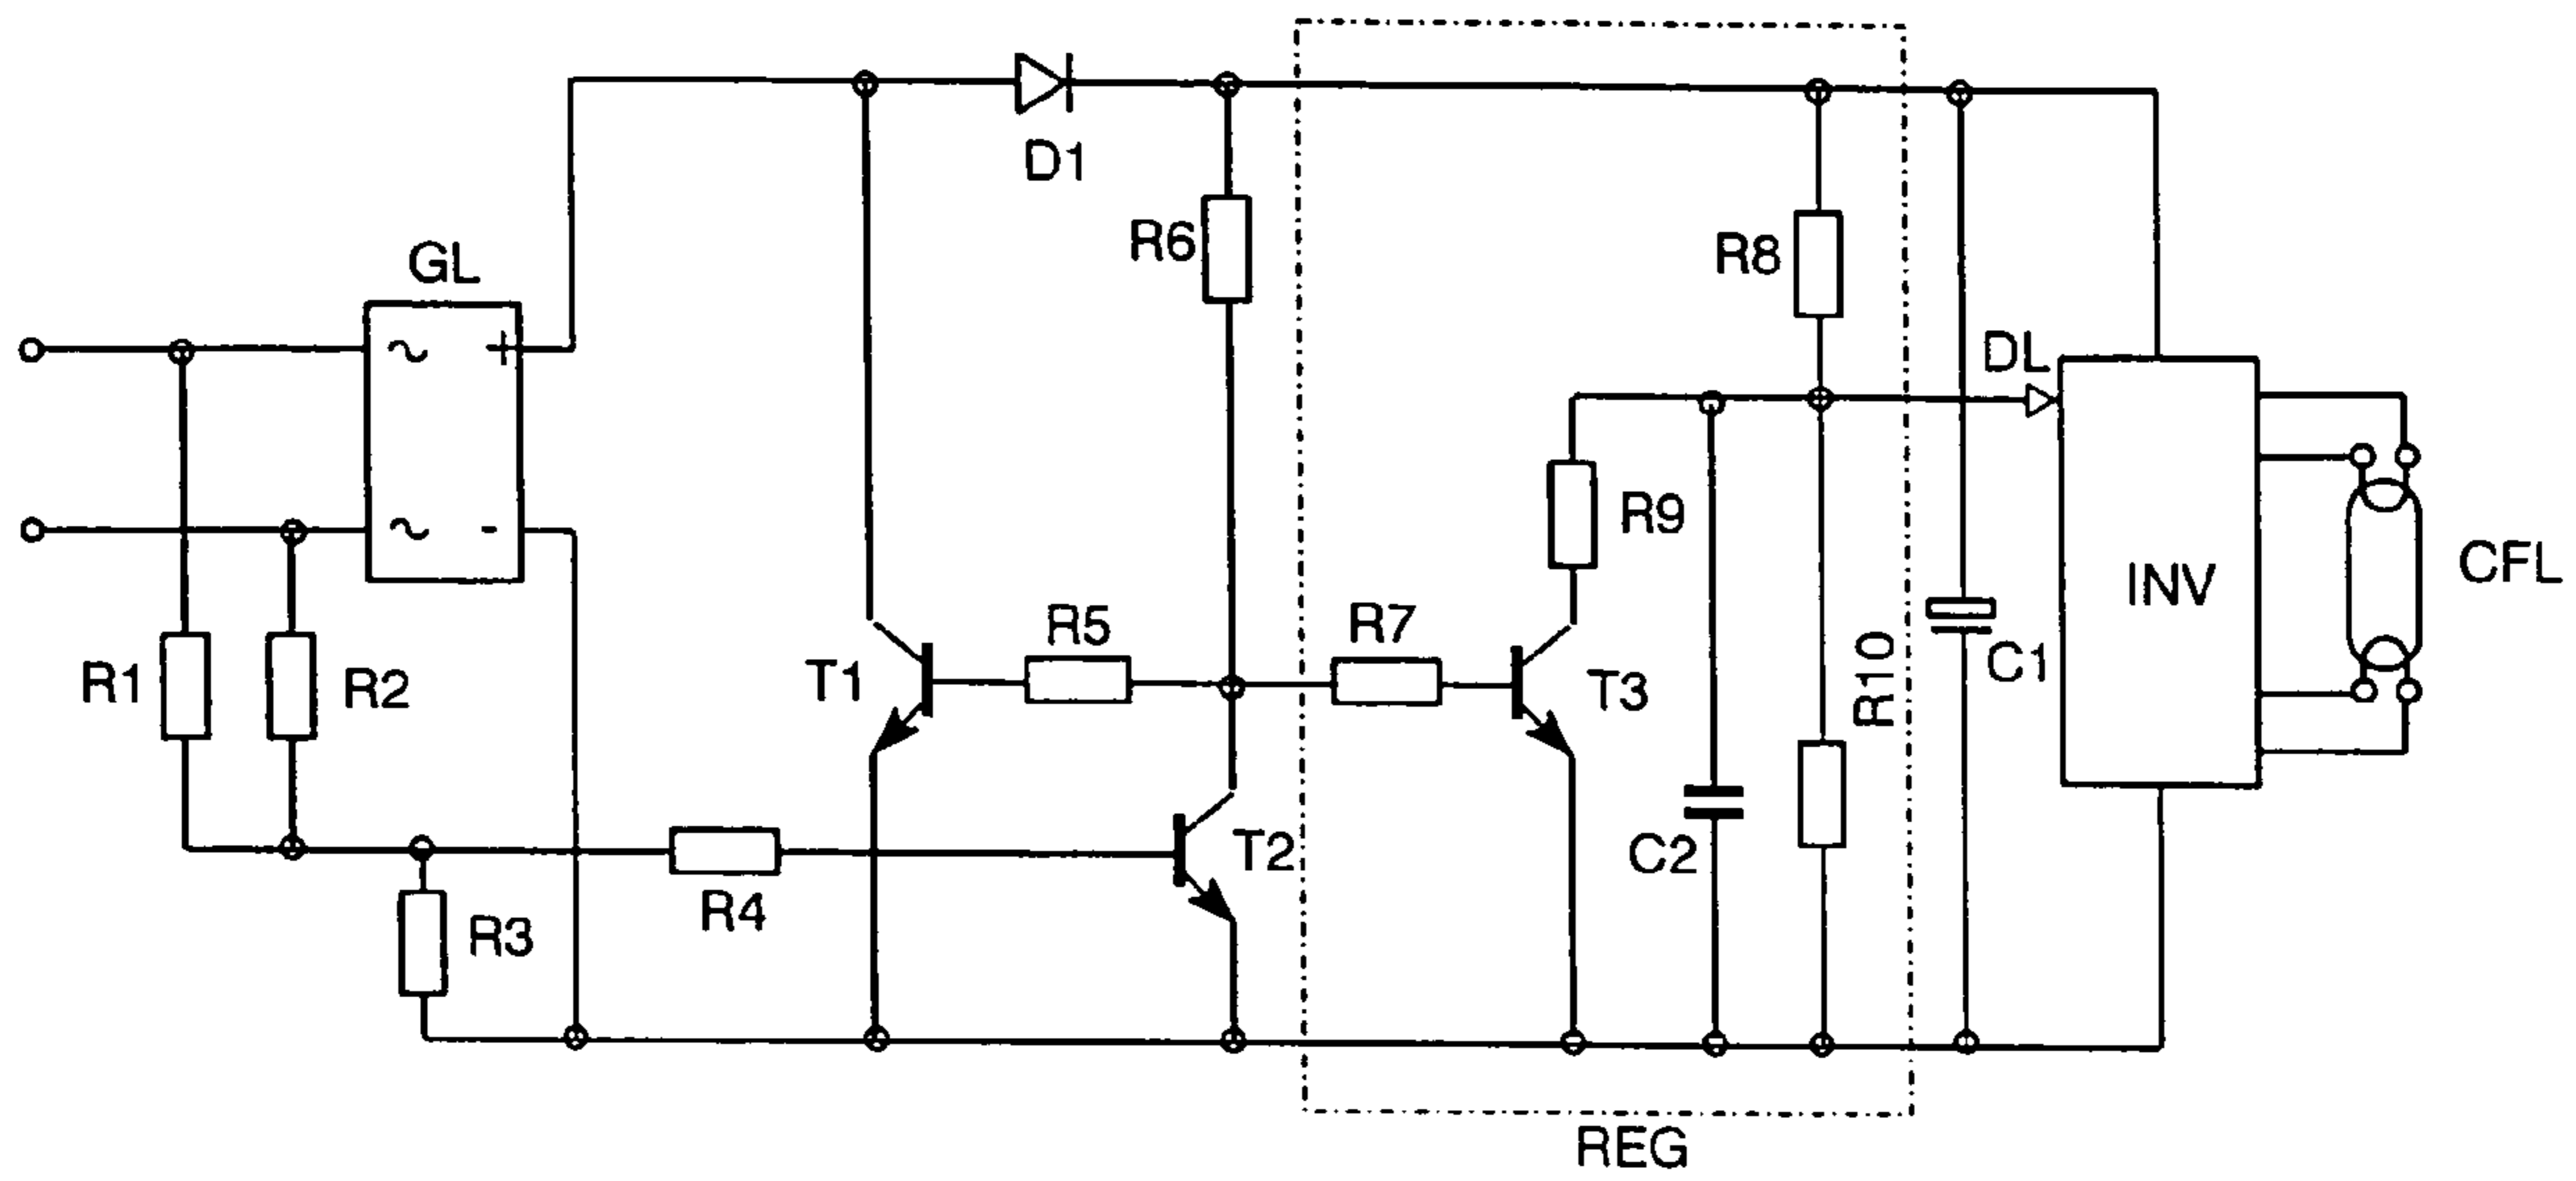 D1
R6
R8
GL
~ +
~ -
DL
R9
CFL
INV
R1
R2
T1
R5
R7
T3
R10
C1
R4
T2
C2
R3
REG